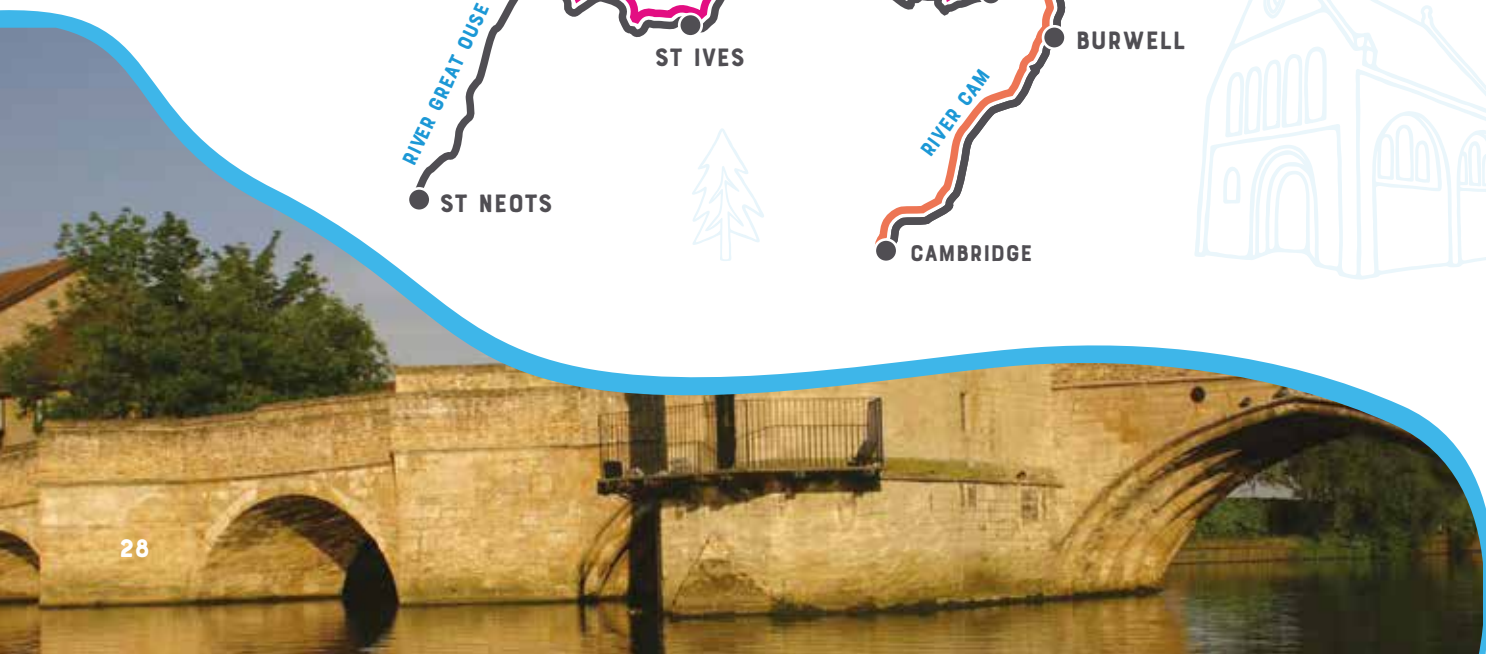 RIVER GREAT OUSE
ST IVES
BURWELL
RIVER CAM
ST NEOTS
CAMBRIDGE
28